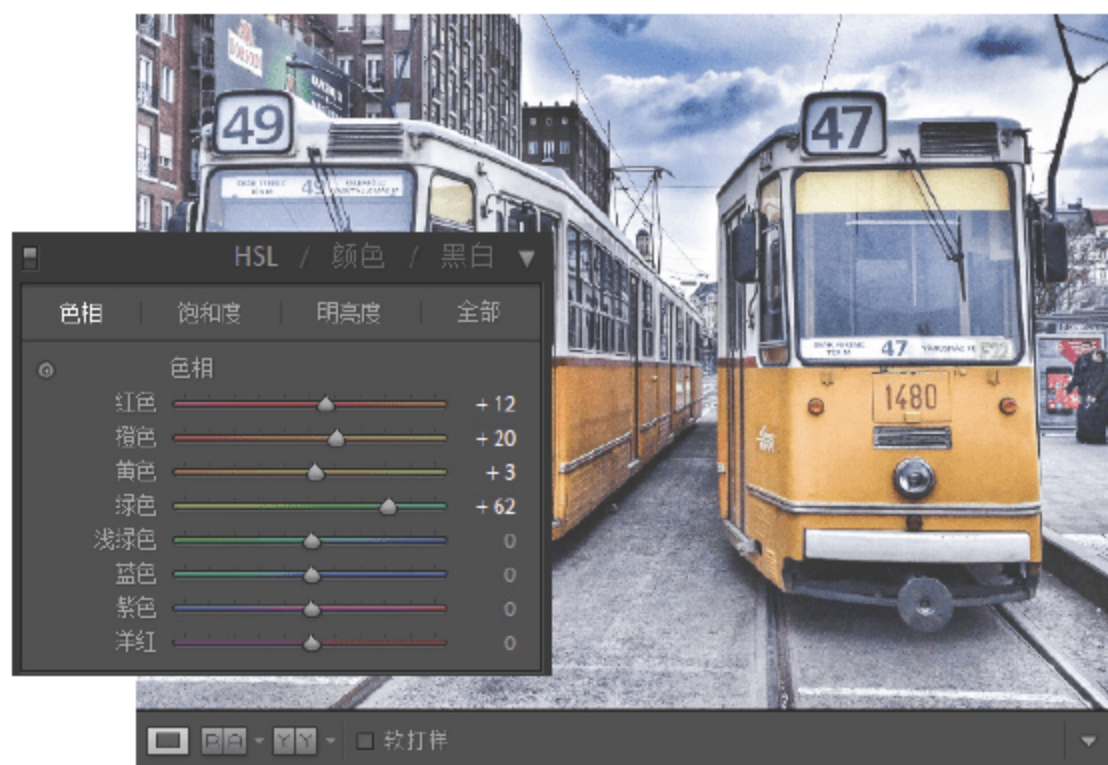 49
47
49
47
1480
HSL / 颜色 / 黑白
色相 饱和度 明亮度 全部
色相
红色 + 12
橙色 + 20
黄色 + 3
绿色 + 62
浅绿色 0
蓝色 0
紫色 0
洋红 0
R A Y Y 软打样